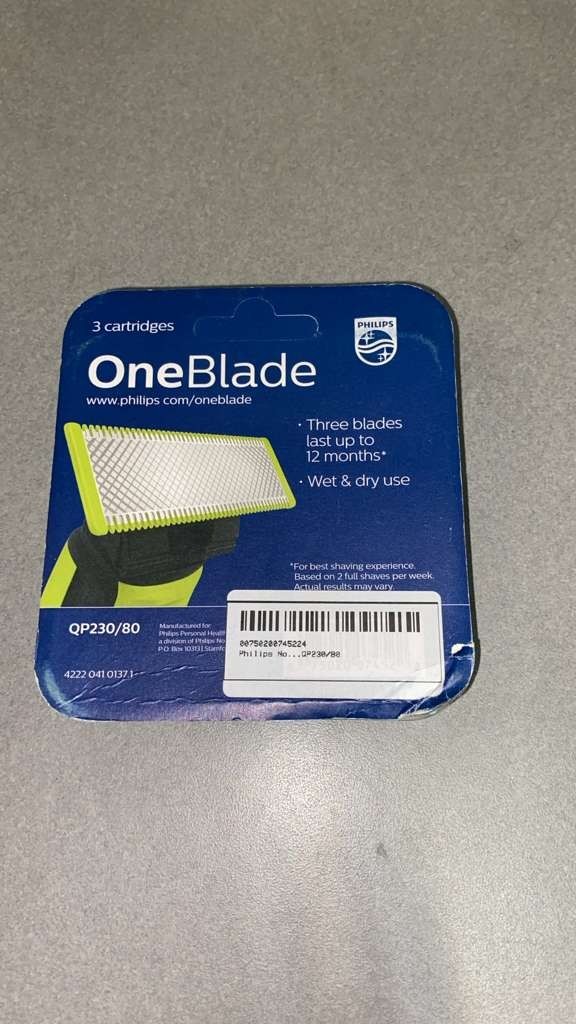 3 cartridges
PHILIPS
OneBlade
www.philips.com/oneblade
· Three blades
last up to
12 months*
· Wet & dry use
*For best shaving experience.
Based on 2 full shaves per week.
Actual results may vary.
QP230/80
Manufactured for:
Philips Personal Health
a division of Philips No
P.O. Box 10313 Stamfo
4222 041 0137 1
00750200745224
Philips No...QP230/80